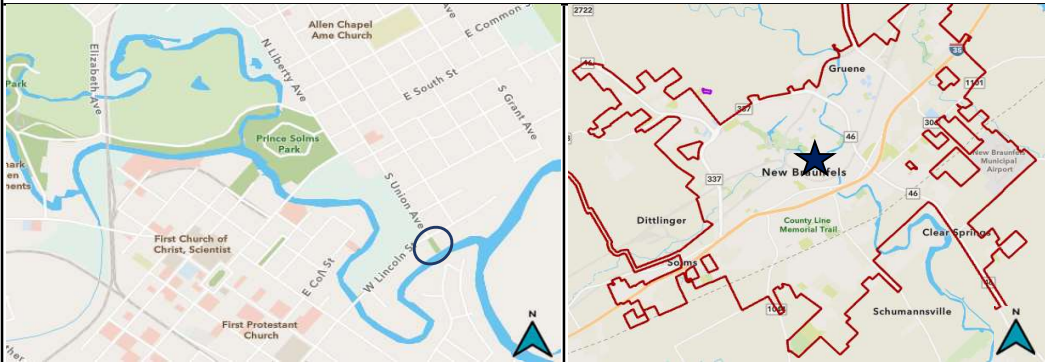 Allen Chapel
Ame Church
Ave
E Common St
Elizabeth Ave
N Liberty Ave
E South St
S Grant Ave
Park
Prince Solms
Park
S Union Ave
First Church of
Christ, Scientist
E Coll St
W Lincoln St
First Protestant
Church
N
2722
46
Gruene
35
1101
337
46
306
New Braunfels
Municipal
Airport
New Braunfels
337
46
Dittlinger
County Line
Memorial Trail
Clear Springs
Solms
46
Schumannsville
N